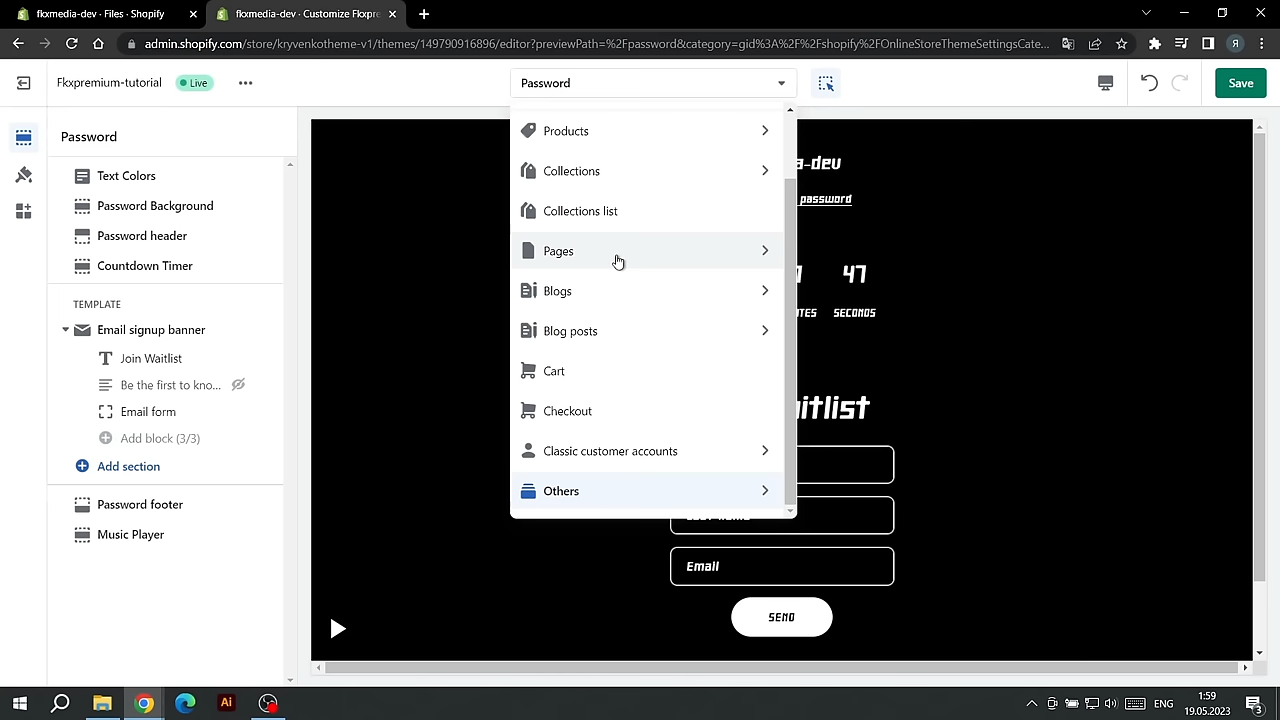 flxmedia-dev - Files - Shopify
flxmedia-dev - Customize Flxpre
admin.shopify.com/store/kryvenkotheme-v1/themes/149790916896/editor?previewPath=%2Fpassword&category=gid%3A%2F%2Fshopify%2FOnlineStoreThemeSettingsCate...
Я
Fkxpremium-tutorial
Live
Password
Save
Password
Text Colors
Password Background
Password header
Countdown Timer
TEMPLATE
Email signup banner
Join Waitlist
Be the first to kno...
Email form
Add block (3/3)
Add section
Password footer
Music Player
Products
Collections
Collections list
Pages
Blogs
Blog posts
Cart
Checkout
Classic customer accounts
Others
a-dev
password
47
SECONDS
Email
SEND
Ai
ENG
1:59
19.05.2023
3